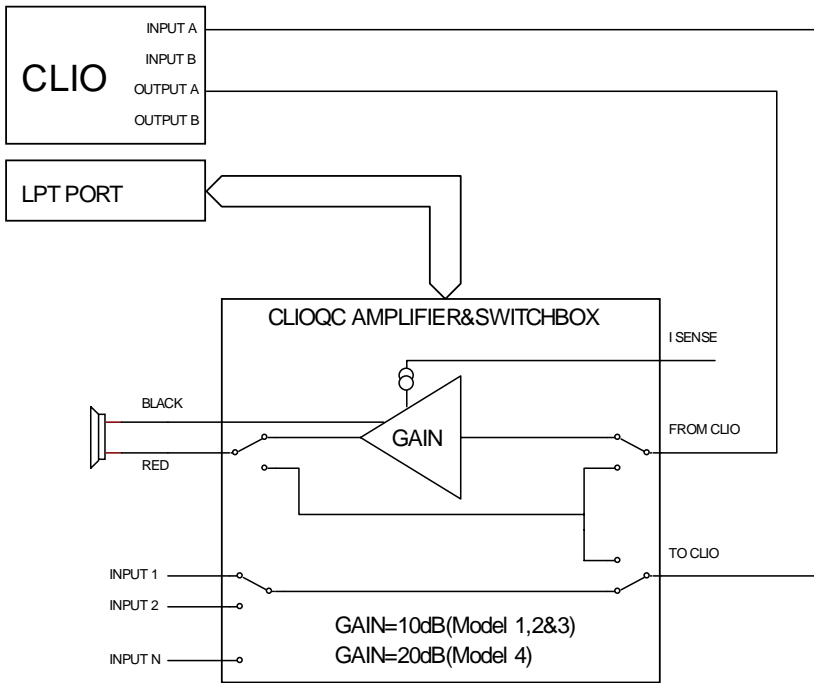 INPUT A
INPUT B
CLIO
OUTPUT A
OUTPUT B
LPT PORT
CLIOQC AMPLIFIER&SWITCHBOX
I SENSE
BLACK
GAIN
FROM CLIO
RED
TO CLIO
INPUT 1
INPUT 2
GAIN=10dB(Model 1,2&3)
GAIN=20dB(Model 4)
INPUT N